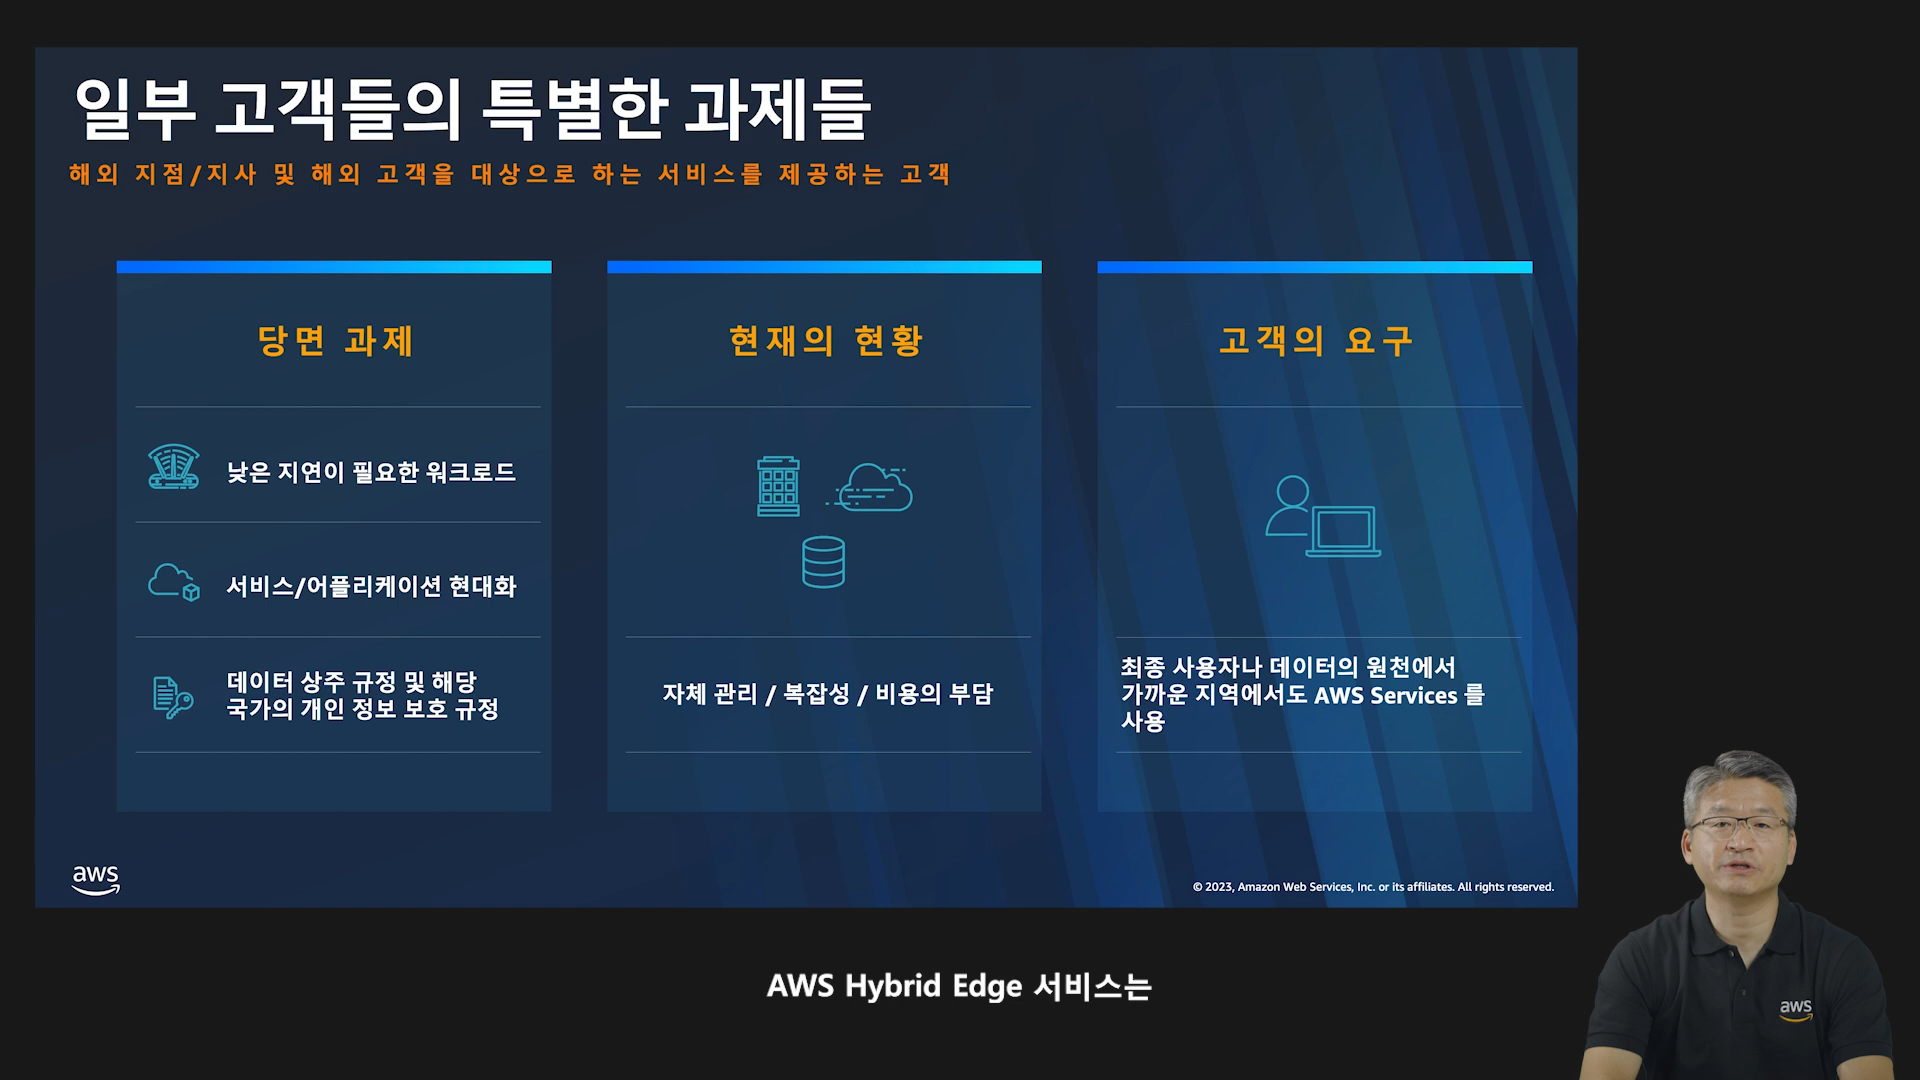 일부 고객들의 특별한 과제들
해외 지점/지사 및 해외 고객을 대상으로 하는 서비스를 제공하는 고객
당면 과제
낮은 지연이 필요한 워크로드
서비스/어플리케이션 현대화
데이터 상주 규정 및 해당
국가의 개인 정보 보호 규정
현재의 현황
자체 관리 / 복잡성 / 비용의 부담
고객의 요구
최종 사용자나 데이터의 원천에서
가까운 지역에서도 AWS Services 를
사용
aws
© 2023, Amazon Web Services, Inc. or its affiliates. All rights reserved.
AWS Hybrid Edge 서비스는
aws